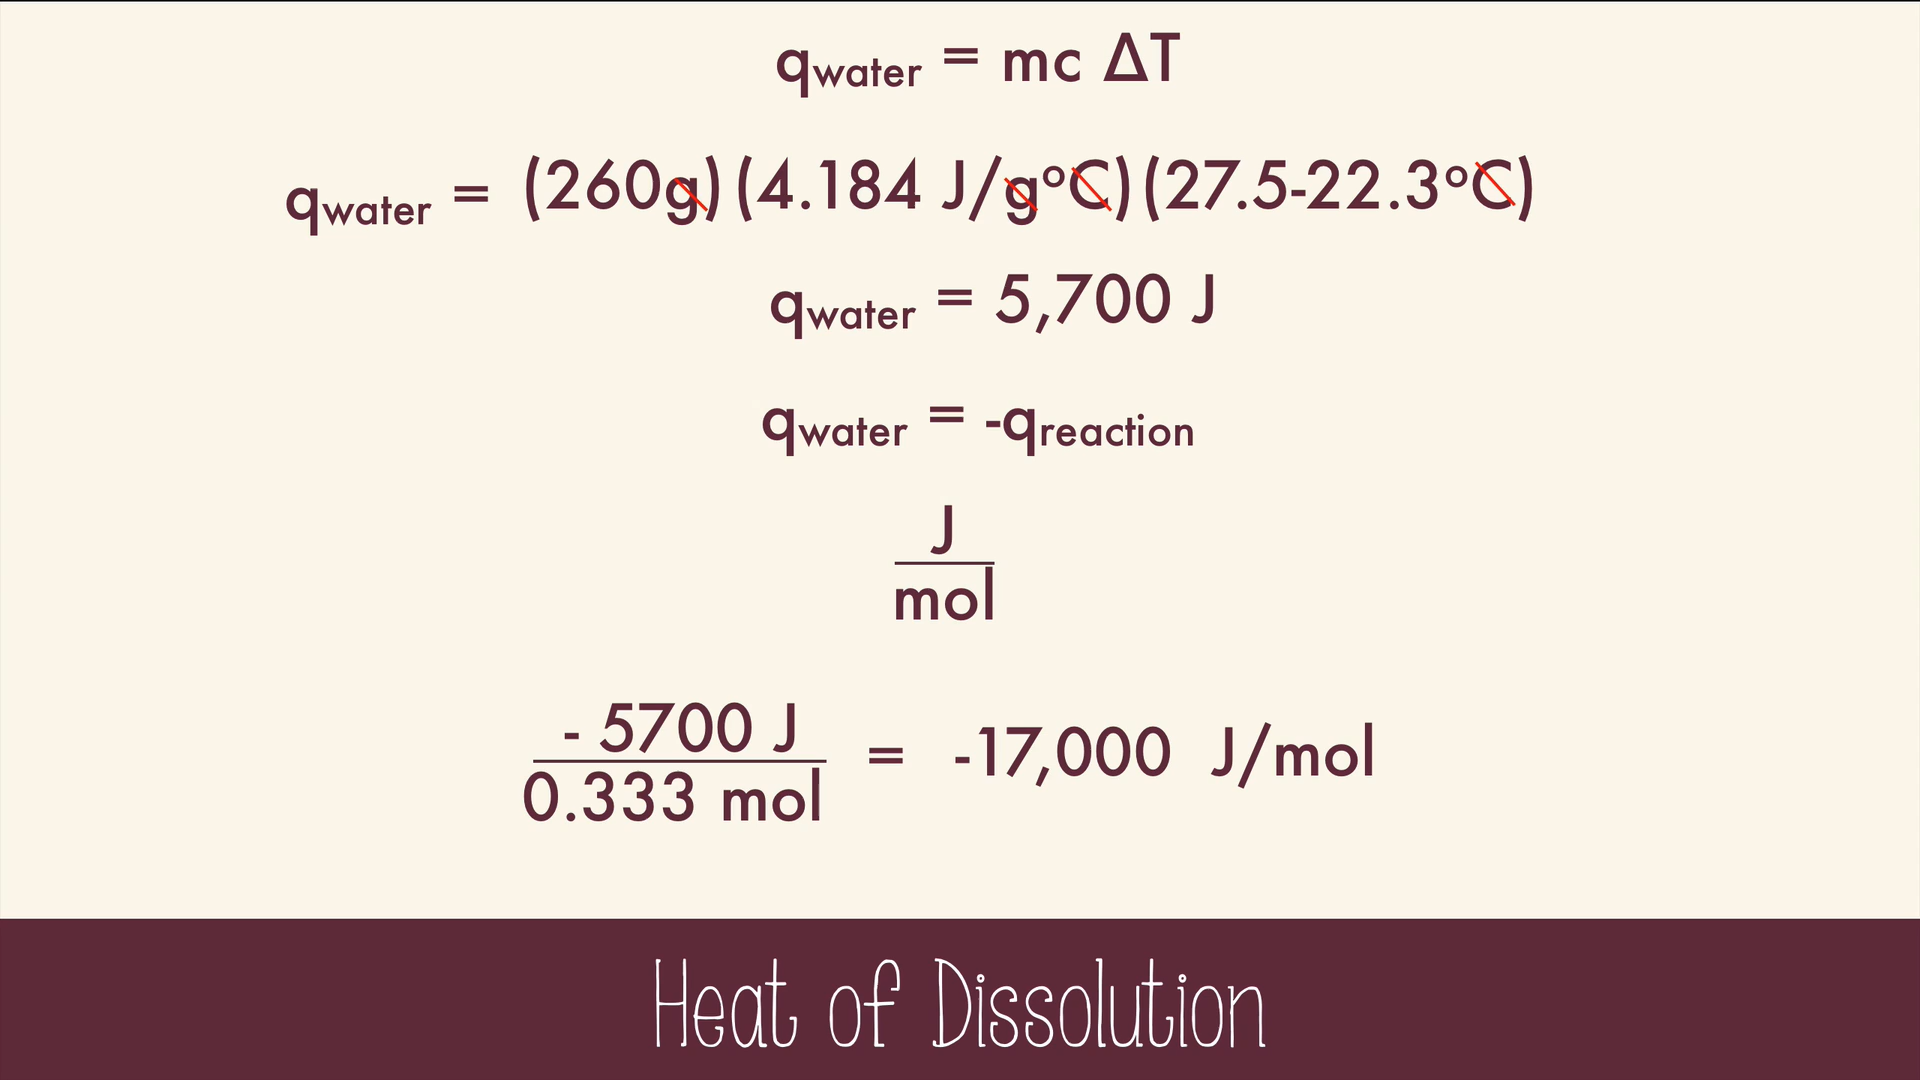 qwater = mc ΔT
qwater = (260g)(4.184 J/g°C)(27.5-22.3°C)
qwater = 5,700 J
qwater = -qreaction
J
mol
- 5700 J
0.333 mol
= -17,000 J/mol
Heat of Dissolution